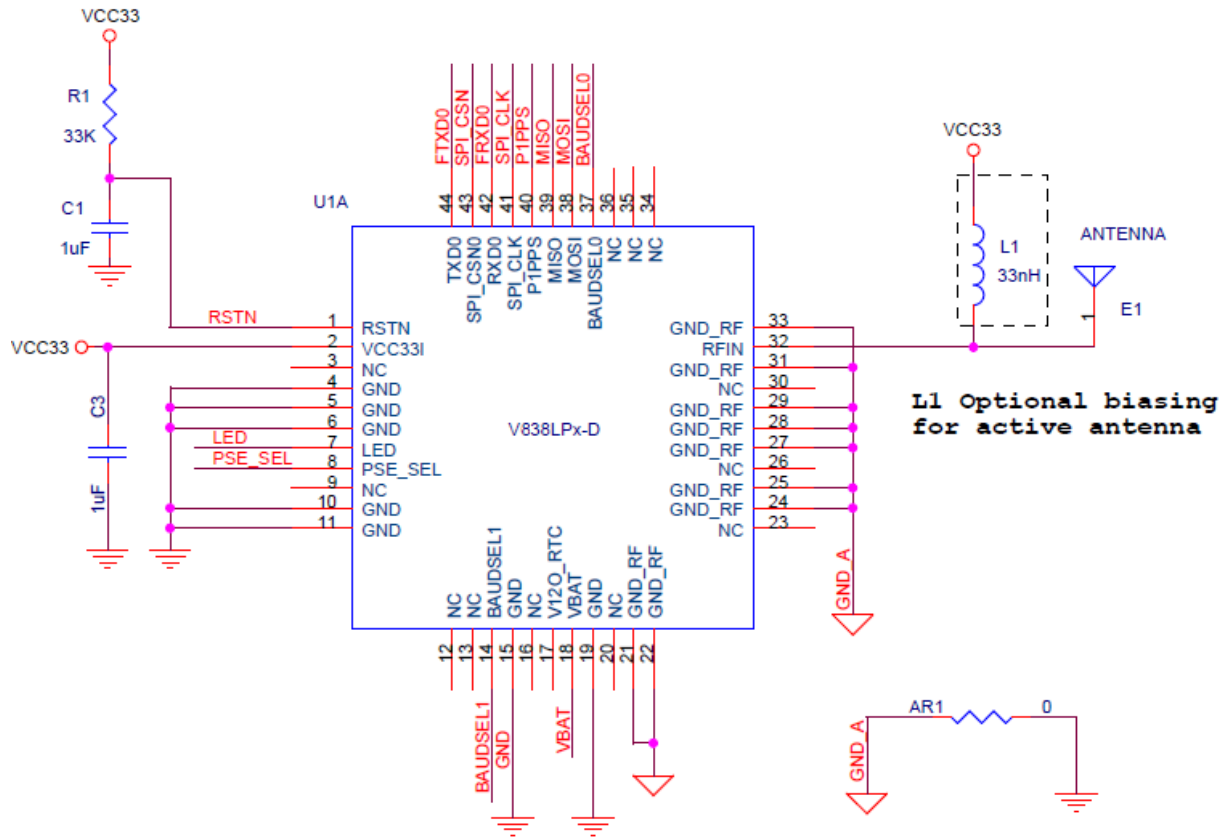 VCC33
R1
33K
C1
1uF
FTXD0
SPI_CSN
FRXD0
SPI_CLK
P1PPS
MISO
MOSI
BAUDSEL0
U1A
44
43
42
41
40
39
38
37
36
35
34
TXD0
SPI_CSN0
RXD0
SPI_CLK
P1PPS
MISO
MOSI
BAUDSEL0
NC
NC
NC
VCC33
L1
33nH
ANTENNA
1
E1
L1 Optional biasing
for active antenna
RSTN 1 RSTN
VCC33 2 VCC33I
3 NC
4 GND
5 GND
6 GND
LED 7 LED
PSE_SEL 8 PSE_SEL
9 NC
10 GND
11 GND
C3
1uF
V838LPx-D
GND_RF 33
RFIN 32
GND_RF 31
NC 30
GND_RF 29
GND_RF 28
GND_RF 27
NC 26
GND_RF 25
GND_RF 24
NC 23
GND_A
NC
NC
BAUDSEL1
GND
NC
V12O_RTC
VBAT
GND
NC
GND_RF
GND_RF
12
13
14
15
16
17
18
19
20
21
22
BAUDSEL1
GND
VBAT
AR1 0
GND_A